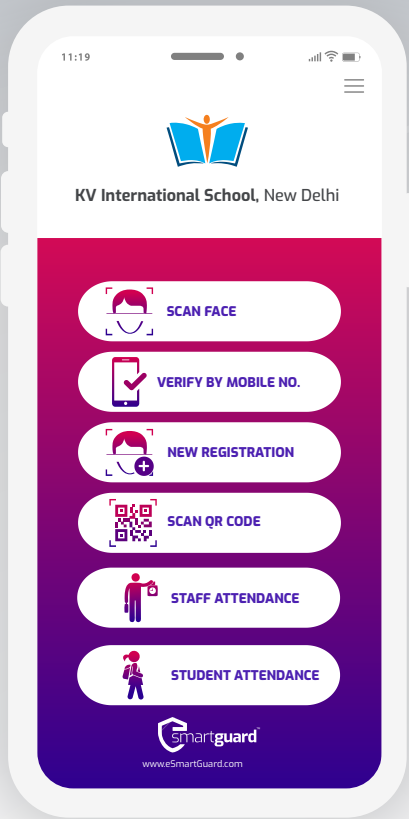 11:19
KV International School, New Delhi
SCAN FACE
VERIFY BY MOBILE NO.
NEW REGISTRATION
SCAN QR CODE
STAFF ATTENDANCE
STUDENT ATTENDANCE
eSmartguard™
www.eSmartGuard.com